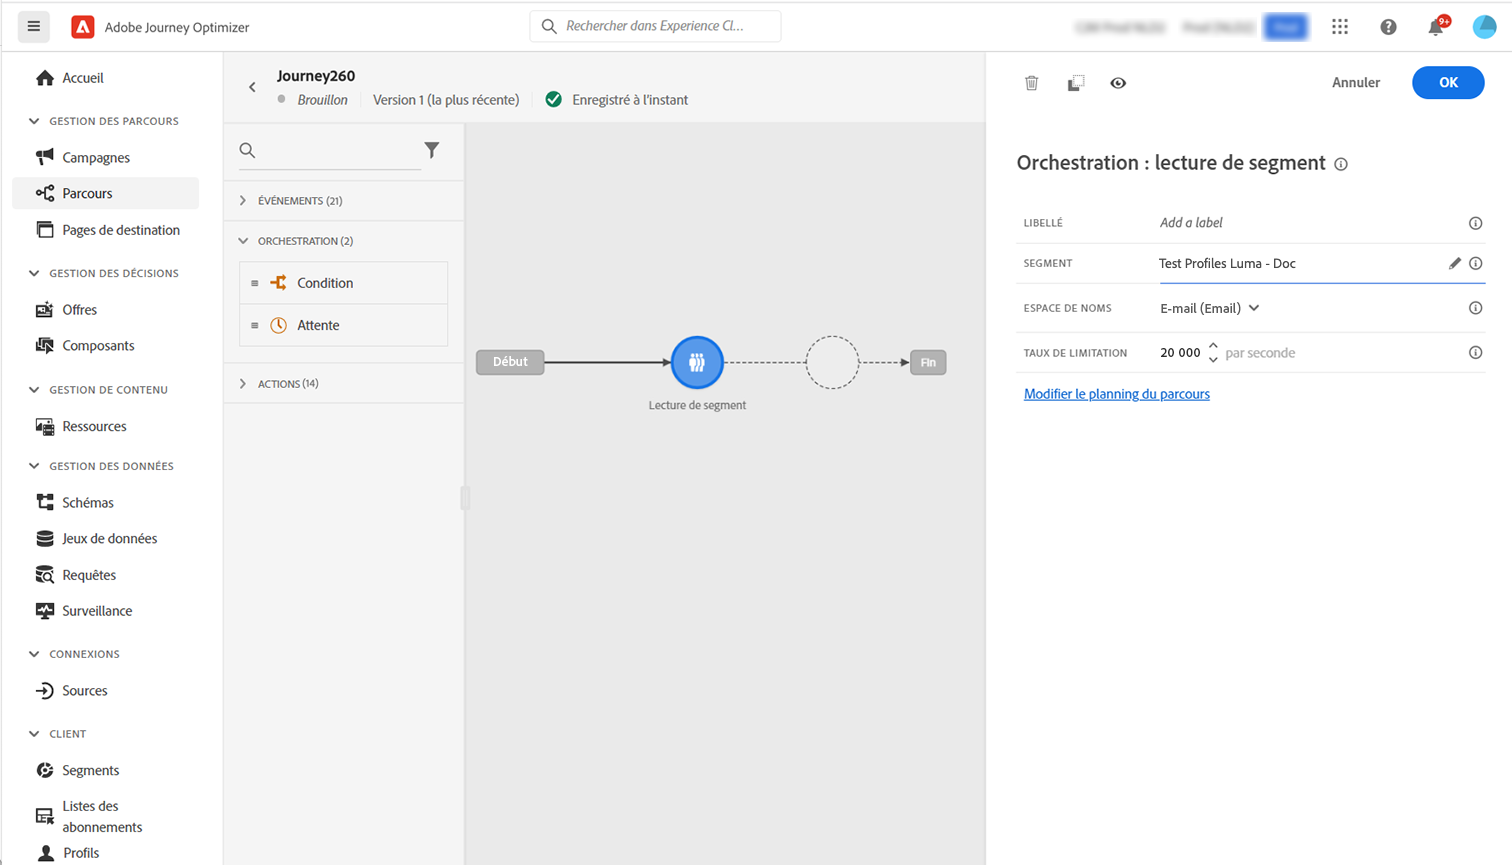 Adobe Journey Optimizer
Rechercher dans Experience Cl...
9+
Accueil
GESTION DES PARCOURS
Campagnes
Parcours
Pages de destination
GESTION DES DÉCISIONS
Offres
Composants
GESTION DE CONTENU
Ressources
GESTION DES DONNÉES
Schémas
Jeux de données
Requêtes
Surveillance
CONNEXIONS
Sources
CLIENT
Segments
Listes des
abonnements
Profils
Journey260
Brouillon
Version 1 (la plus récente)
Enregistré à l'instant
ÉVÉNEMENTS (21)
ORCHESTRATION (2)
Condition
Attente
ACTIONS (14)
Début
Lecture de segment
Fin
Annuler
OK
Orchestration : lecture de segment
LIBELLÉ Add a label
SEGMENT Test Profiles Luma - Doc
ESPACE DE NOMS E-mail (Email)
TAUX DE LIMITATION 20 000 par seconde
Modifier le planning du parcours